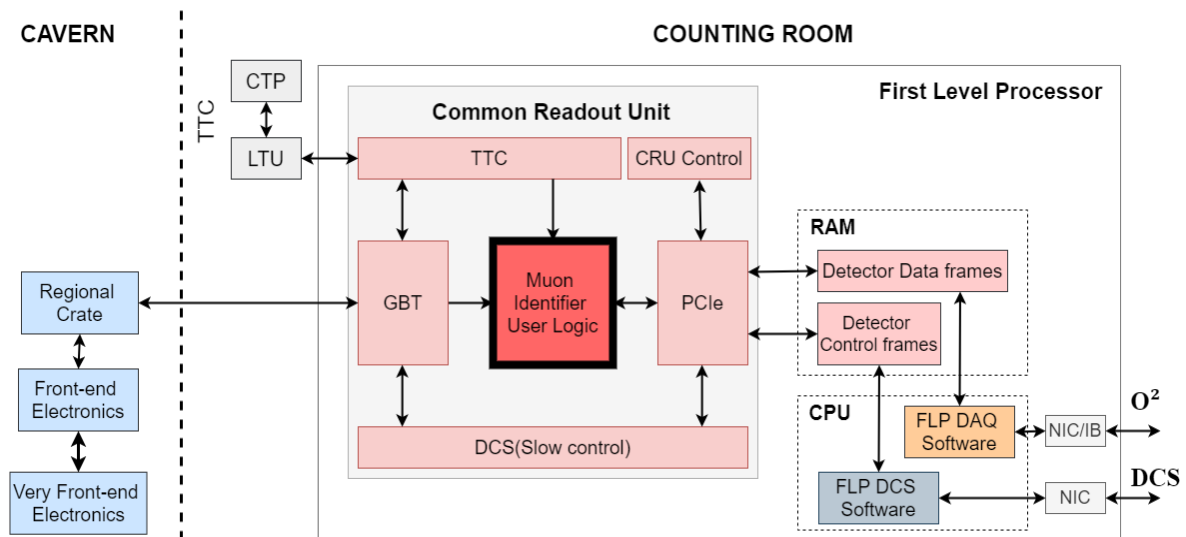 CAVERN
COUNTING ROOM
TTC
CTP
LTU
First Level Processor
Common Readout Unit
TTC
CRU Control
GBT
Muon
Identifier
User Logic
PCIe
DCS(Slow control)
RAM
Detector Data frames
Detector
Control frames
CPU
FLP DAQ
Software
FLP DCS
Software
NIC/IB
O²
NIC
DCS
Regional
Crate
Front-end
Electronics
Very Front-end
Electronics